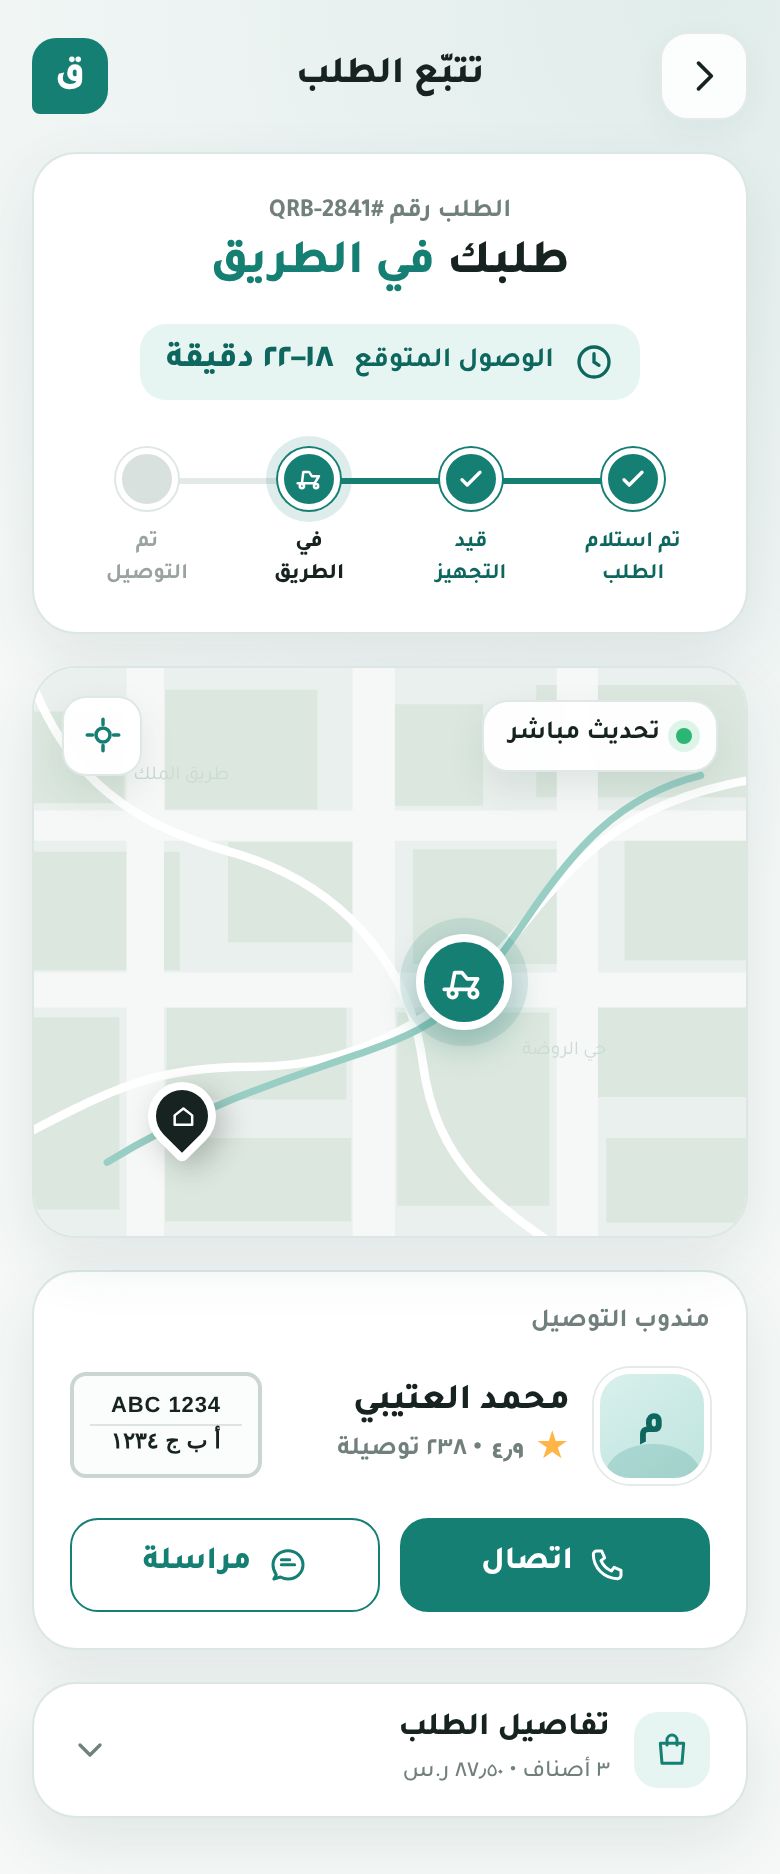 تتبّع الطلب
ق
الطلب رقم #QRB-2841
طلبك في الطريق
الوصول المتوقع ١٨–٢٢ دقيقة
تم استلام الطلب
قيد التجهيز
في الطريق
تم التوصيل
تحديث مباشر
طريق الملك
حي الروضة
مندوب التوصيل
م
محمد العتيبي
٤٫٩ • ٢٣٨ توصيلة
ABC 1234
أ ب ج ١٢٣٤
اتصال
مراسلة
تفاصيل الطلب
٣ أصناف • ٨٧٫٥٠ ر.س